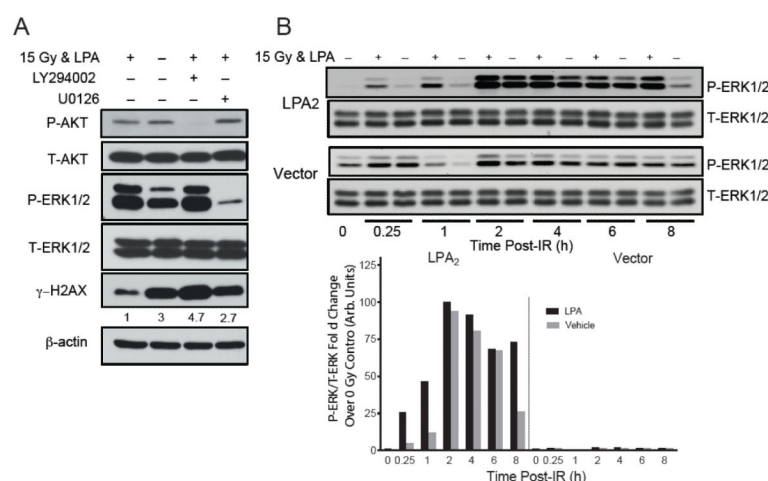 A
15 Gy & LPA + – + +
LY294002 +
U0126 +
P-AKT
T-AKT
P-ERK1/2
T-ERK1/2
γ–H2AX
1 3 4.7 2.7
β-actin
B
15 Gy & LPA – + – + – + – + – + – + –
LPA2
P-ERK1/2
T-ERK1/2
Vector
P-ERK1/2
T-ERK1/2
0 0.25 1 2 4 6 8
Time Post-IR (h)
LPA₂ Vector
P-ERK/T-ERK Fol d Change
Over 0 Gy Contro (Arb. Units)
100
75
50
25
0
LPA
Vehicle
0 0.25 1 2 4 6 8 0 0.25 1 2 4 6 8
Time Post-IR (h)